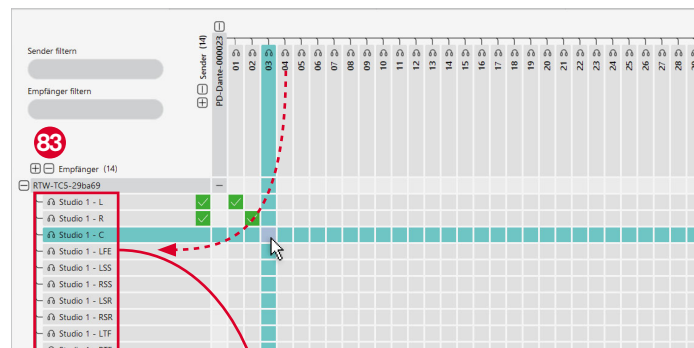 Sender filtern
Empfänger filtern
83
Empfänger (14)
Sender (14)
PD-Dante-000023
01
02
03
04
05
06
07
08
09
10
11
12
13
14
15
16
17
18
19
20
21
22
23
24
25
26
27
28
RTW-TC5-29ba69
Studio 1 - L
Studio 1 - R
Studio 1 - C
Studio 1 - LFE
Studio 1 - LSS
Studio 1 - RSS
Studio 1 - LSR
Studio 1 - RSR
Studio 1 - LTF